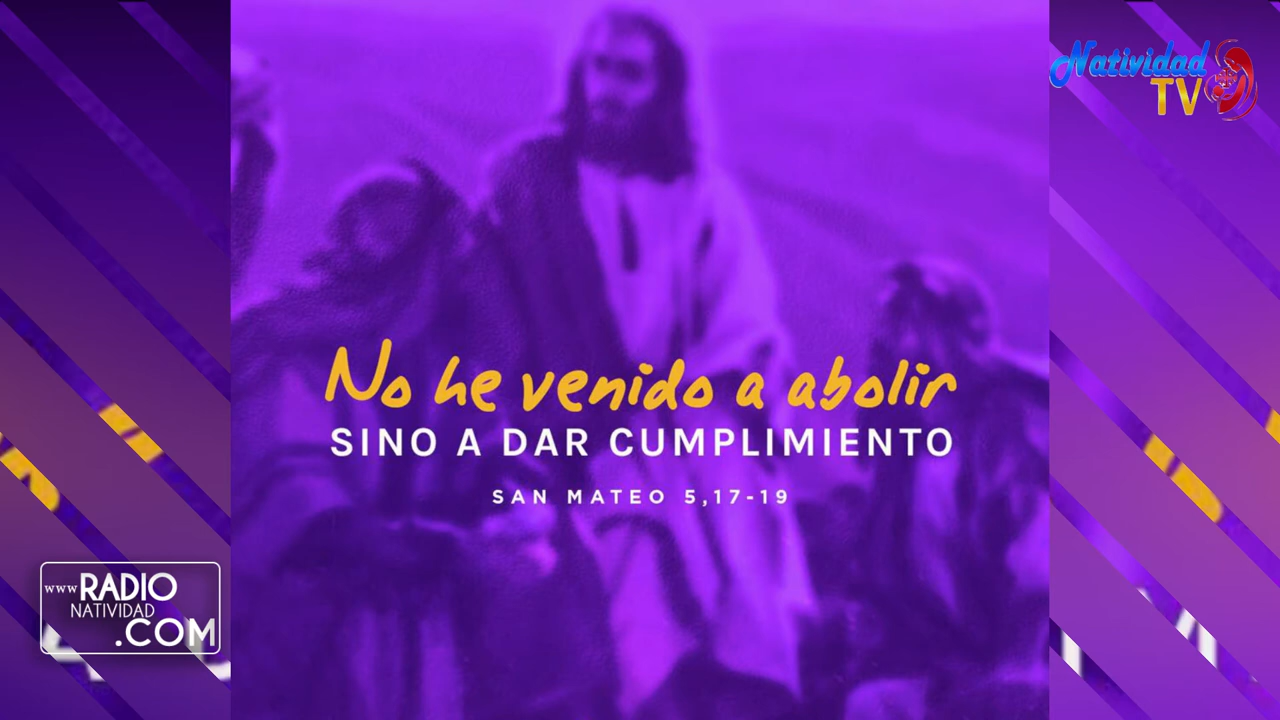 Natividad
TV
No he venido a abolir
SINO A DAR CUMPLIMIENTO
SAN MATEO 5,17-19
www RADIO
NATIVIDAD
.COM